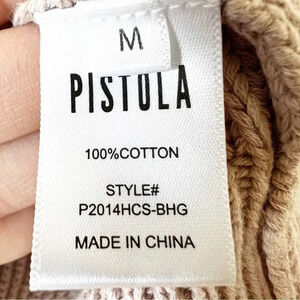 M
PISTOLA
100%COTTON
STYLE#
P2014HCS-BHG
MADE IN CHINA